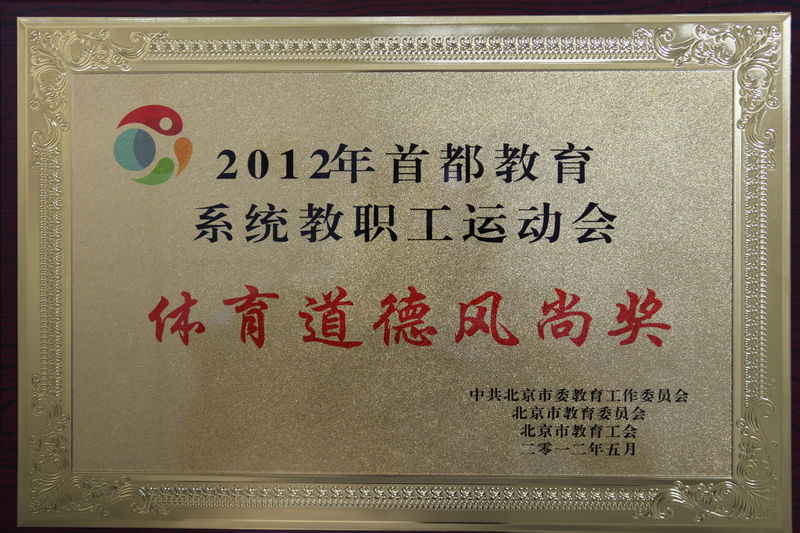 2012年首都教育
系统教职工运动会
体育道德风尚奖
中共北京市委教育工作委员会
北京市教育委员会
北京市教育工会
二零一二年五月